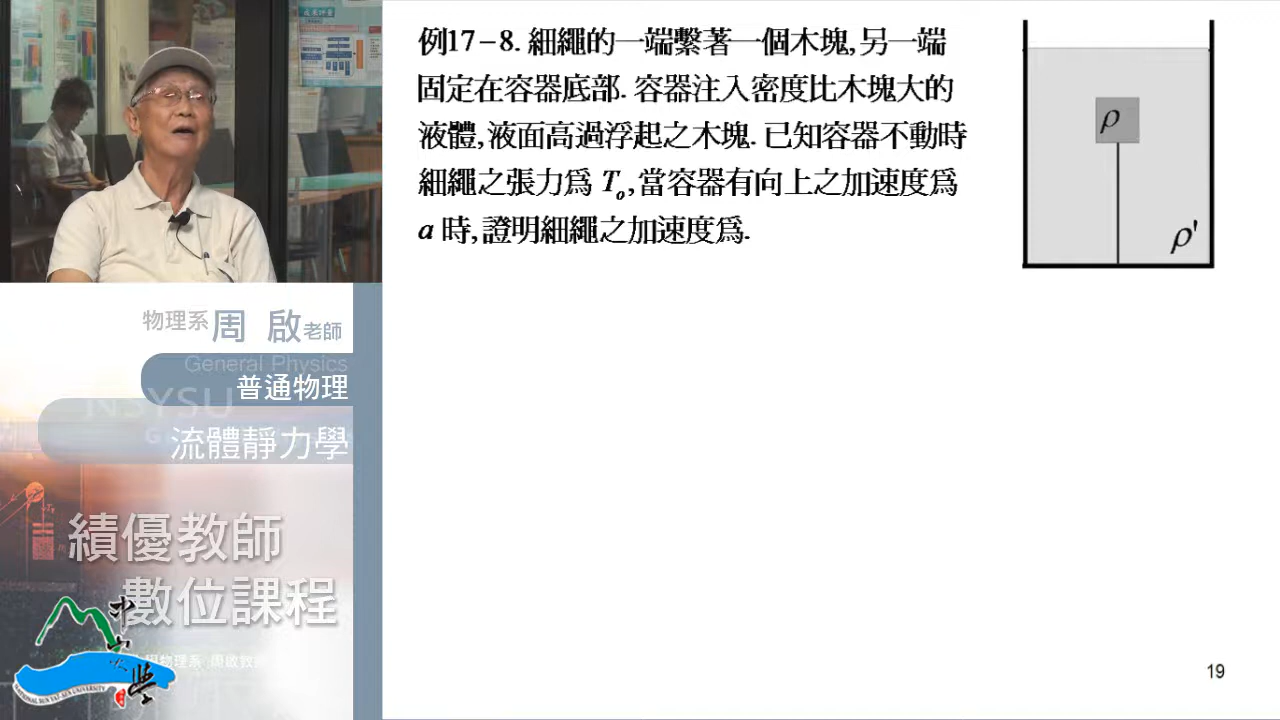 例17-8. 細繩的一端繫著一個木塊,另一端
固定在容器底部. 容器注入密度比木塊大的
液體,液面高過浮起之木塊. 已知容器不動時
細繩之張力為 To,當容器有向上之加速度為
a 時,證明細繩之加速度為.
ρ
ρ'
物理系 周 啟 老師
General Physics
普通物理
NSYSU
流體靜力學
績優教師
數位課程
19